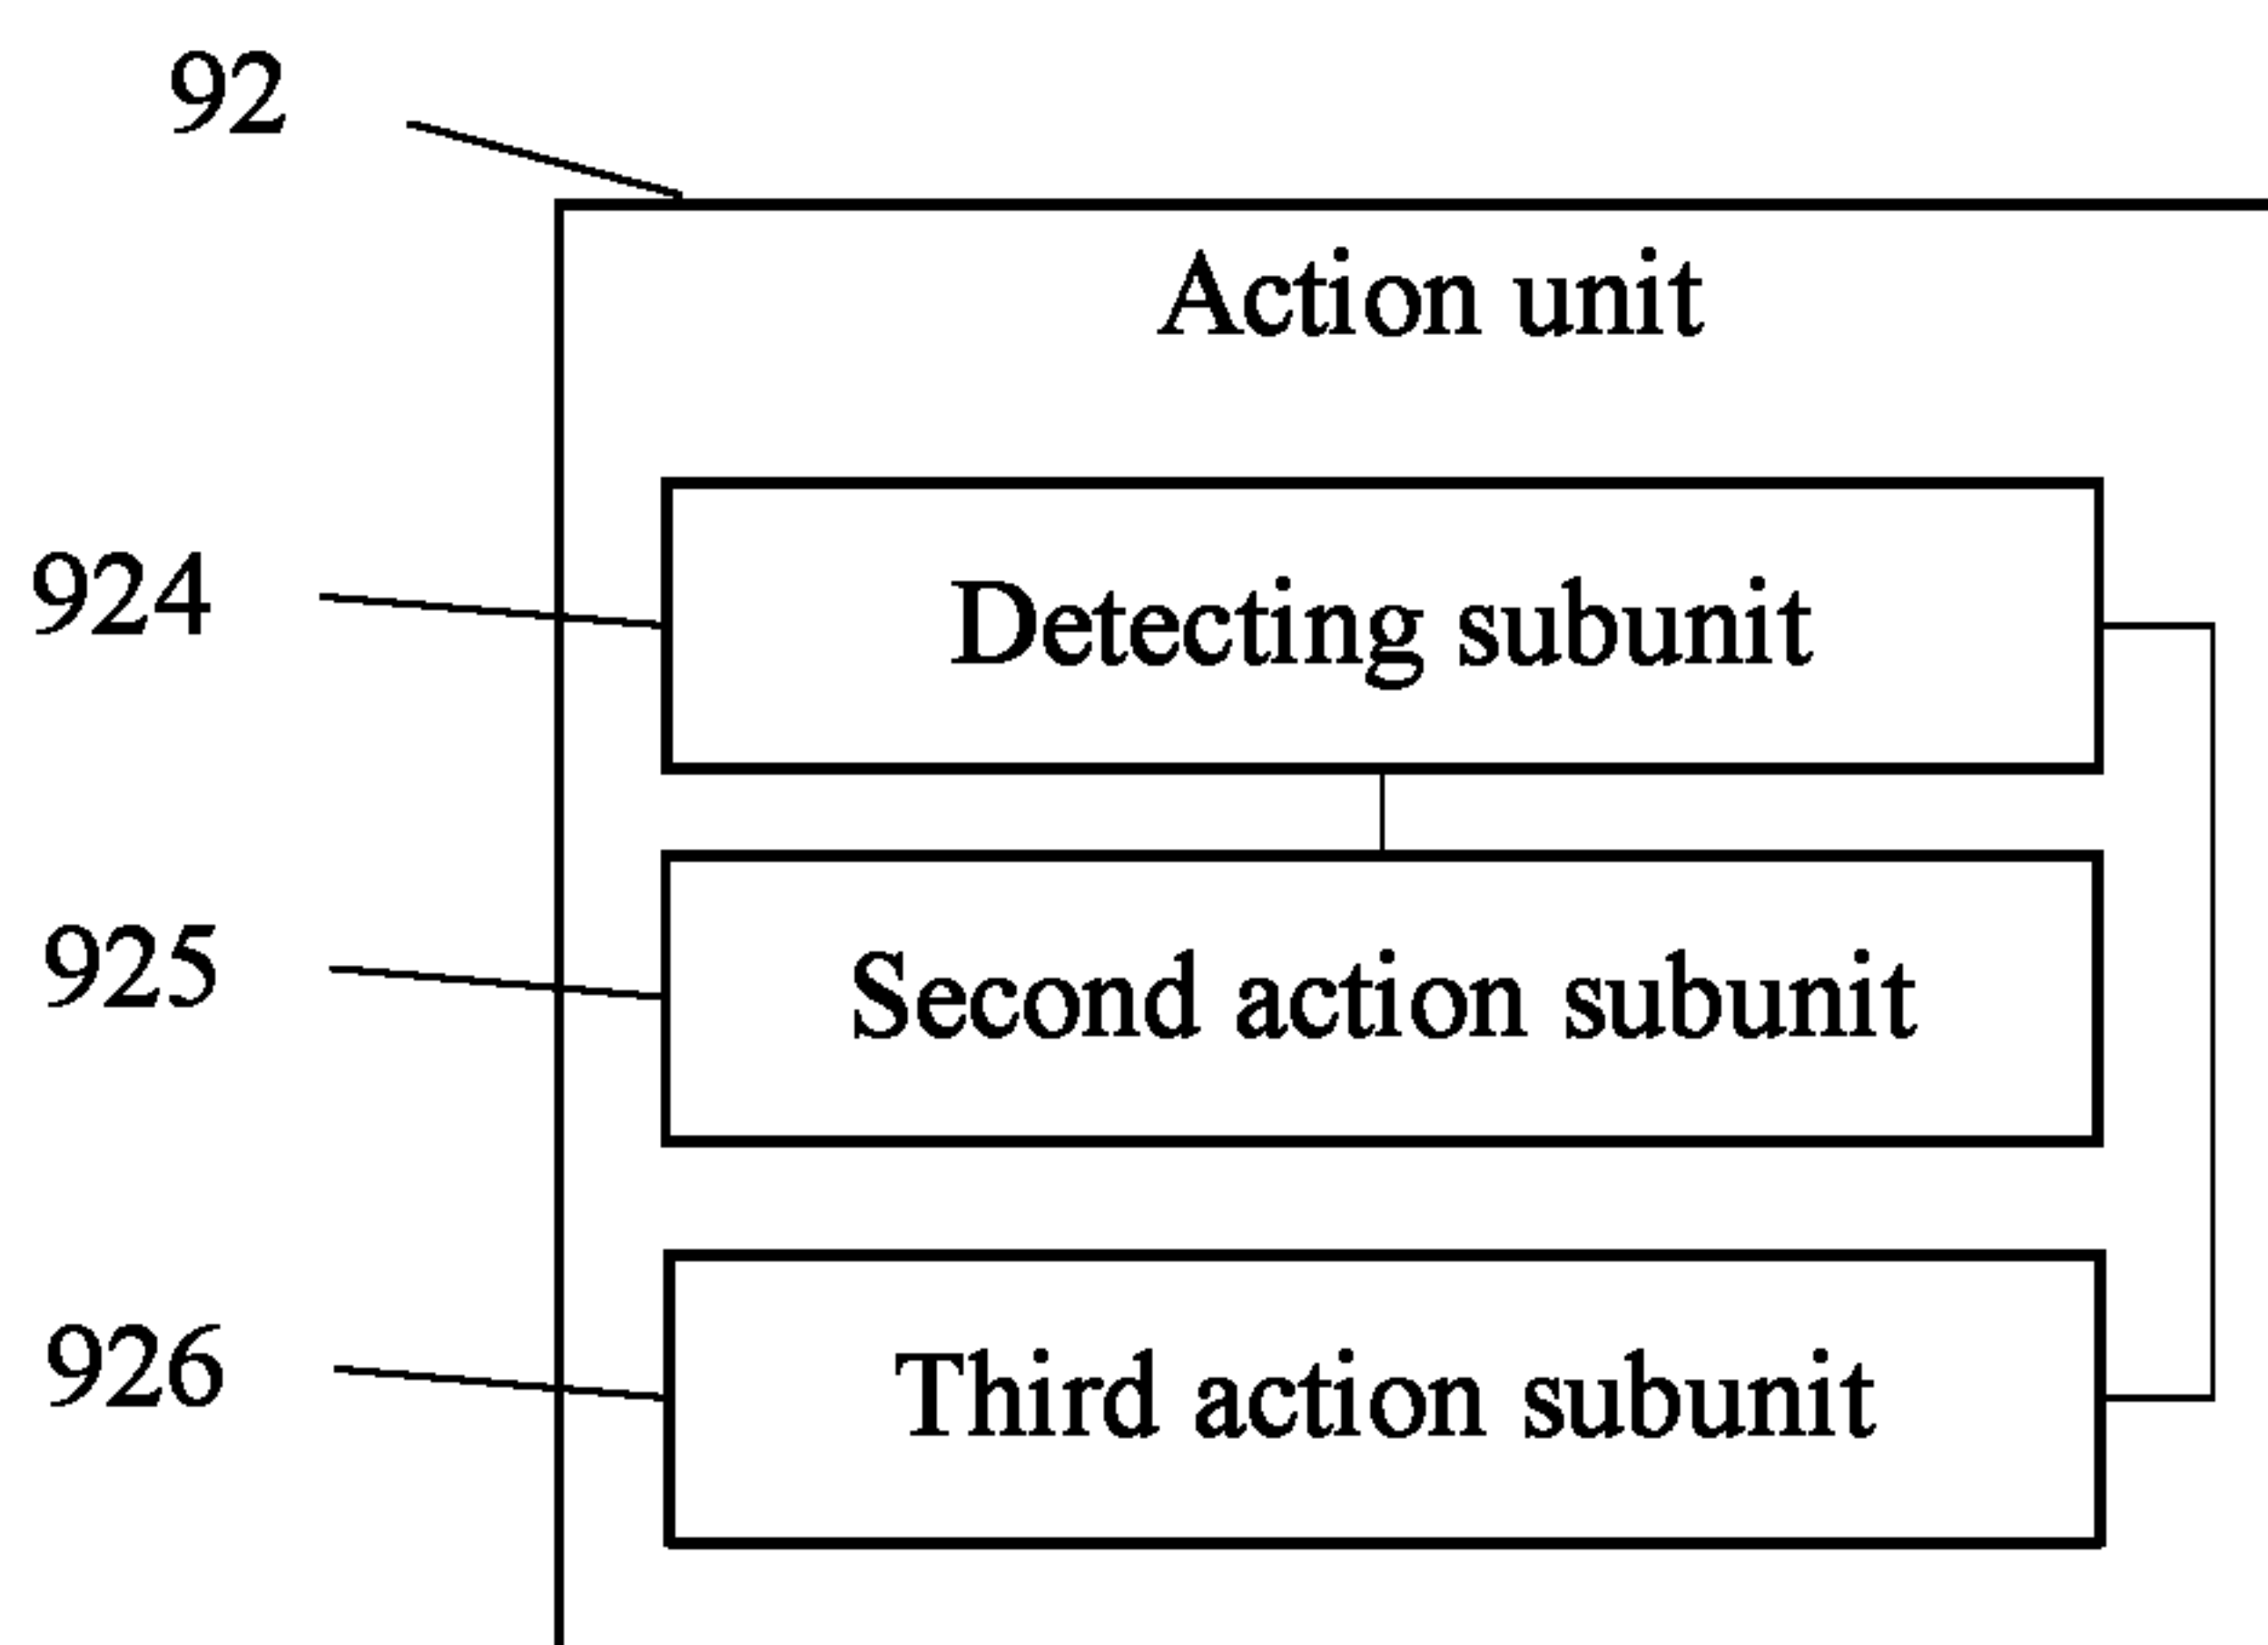 92
Action unit
924
Detecting subunit
925
Second action subunit
926
Third action subunit